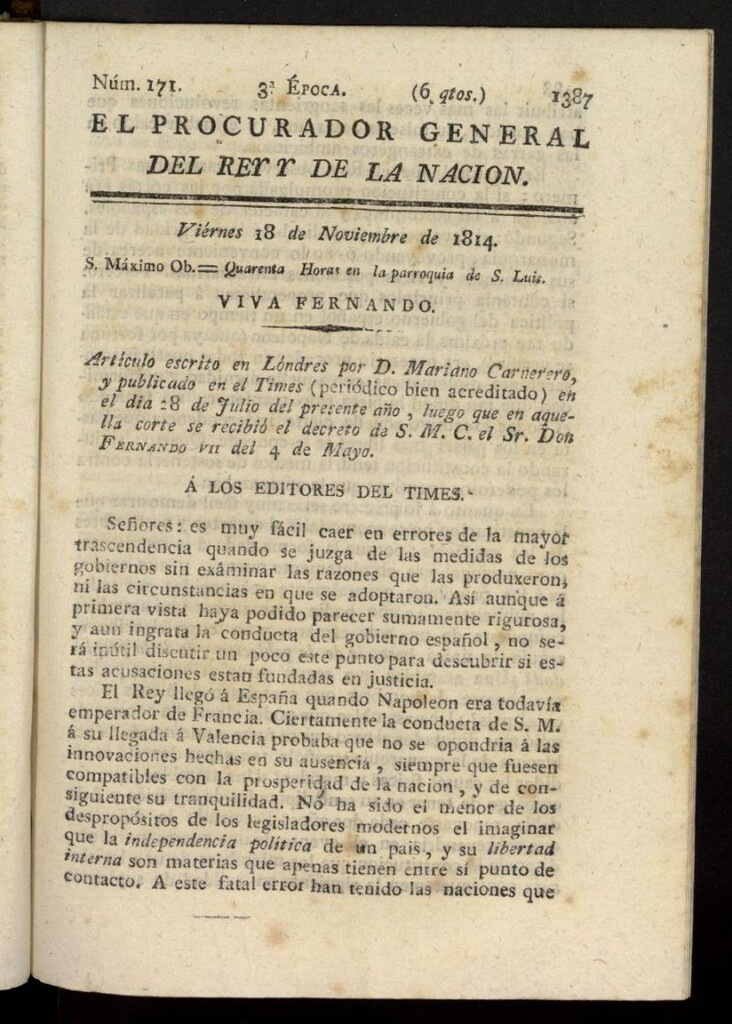 Núm. 171. 3ª ÉPOCA. (6 qtos.) 1387
EL PROCURADOR GENERAL
DEL REY Y DE LA NACION.
Viérnes 18 de Noviembre de 1814.
S. Máximo Ob. = Quarenta Horas en la parroquia de S. Luis.
VIVA FERNANDO.
Artículo escrito en Lóndres por D. Mariano Carnerero,
y publicado en el Times (periódico bien acreditado) en
el dia 28 de Julio del presente año, luego que en aque-
lla corte se recibió el decreto de S. M. C. el Sr. Don
FERNANDO VII del 4 de Mayo.
Á LOS EDITORES DEL TIMES.
Señores: es muy fácil caer en errores de la mayor
trascendencia quando se juzga de las medidas de los
gobiernos sin exâminar las razones que las produxeron,
ni las circunstancias en que se adoptaron. Así aunque á
primera vista haya podido parecer sumamente rigurosa,
y aun ingrata la conducta del gobierno español, no se-
rá inútil discutir un poco este punto para descubrir si es-
tas acusaciones estan fundadas en justicia.
El Rey llegó á España quando Napoleon era todavía
emperador de Francia. Ciertamente la conducta de S. M.
á su llegada á Valencia probaba que no se opondria á las
innovaciones hechas en su ausencia, siempre que fuesen
compatibles con la prosperidad de la nacion, y de con-
siguiente su tranquilidad. No ha sido el menor de los
despropósitos de los legisladores modernos el imaginar
que la independencia política de un pais, y su libertad
interna son materias que apenas tienen entre sí punto de
contacto. A este fatal error han tenido las naciones que